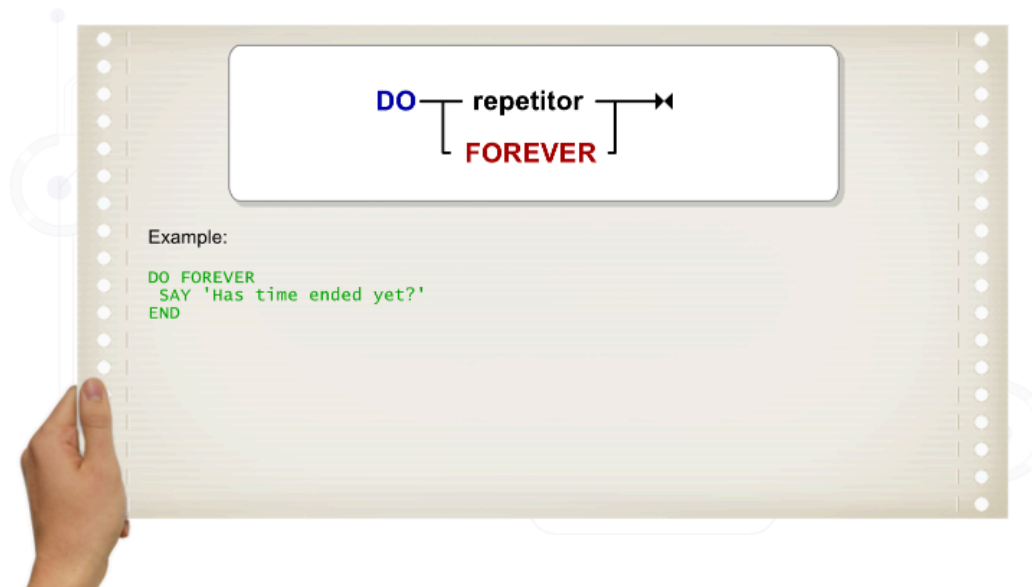 DO repetitor
FOREVER
Example:
DO FOREVER
SAY 'Has time ended yet?'
END